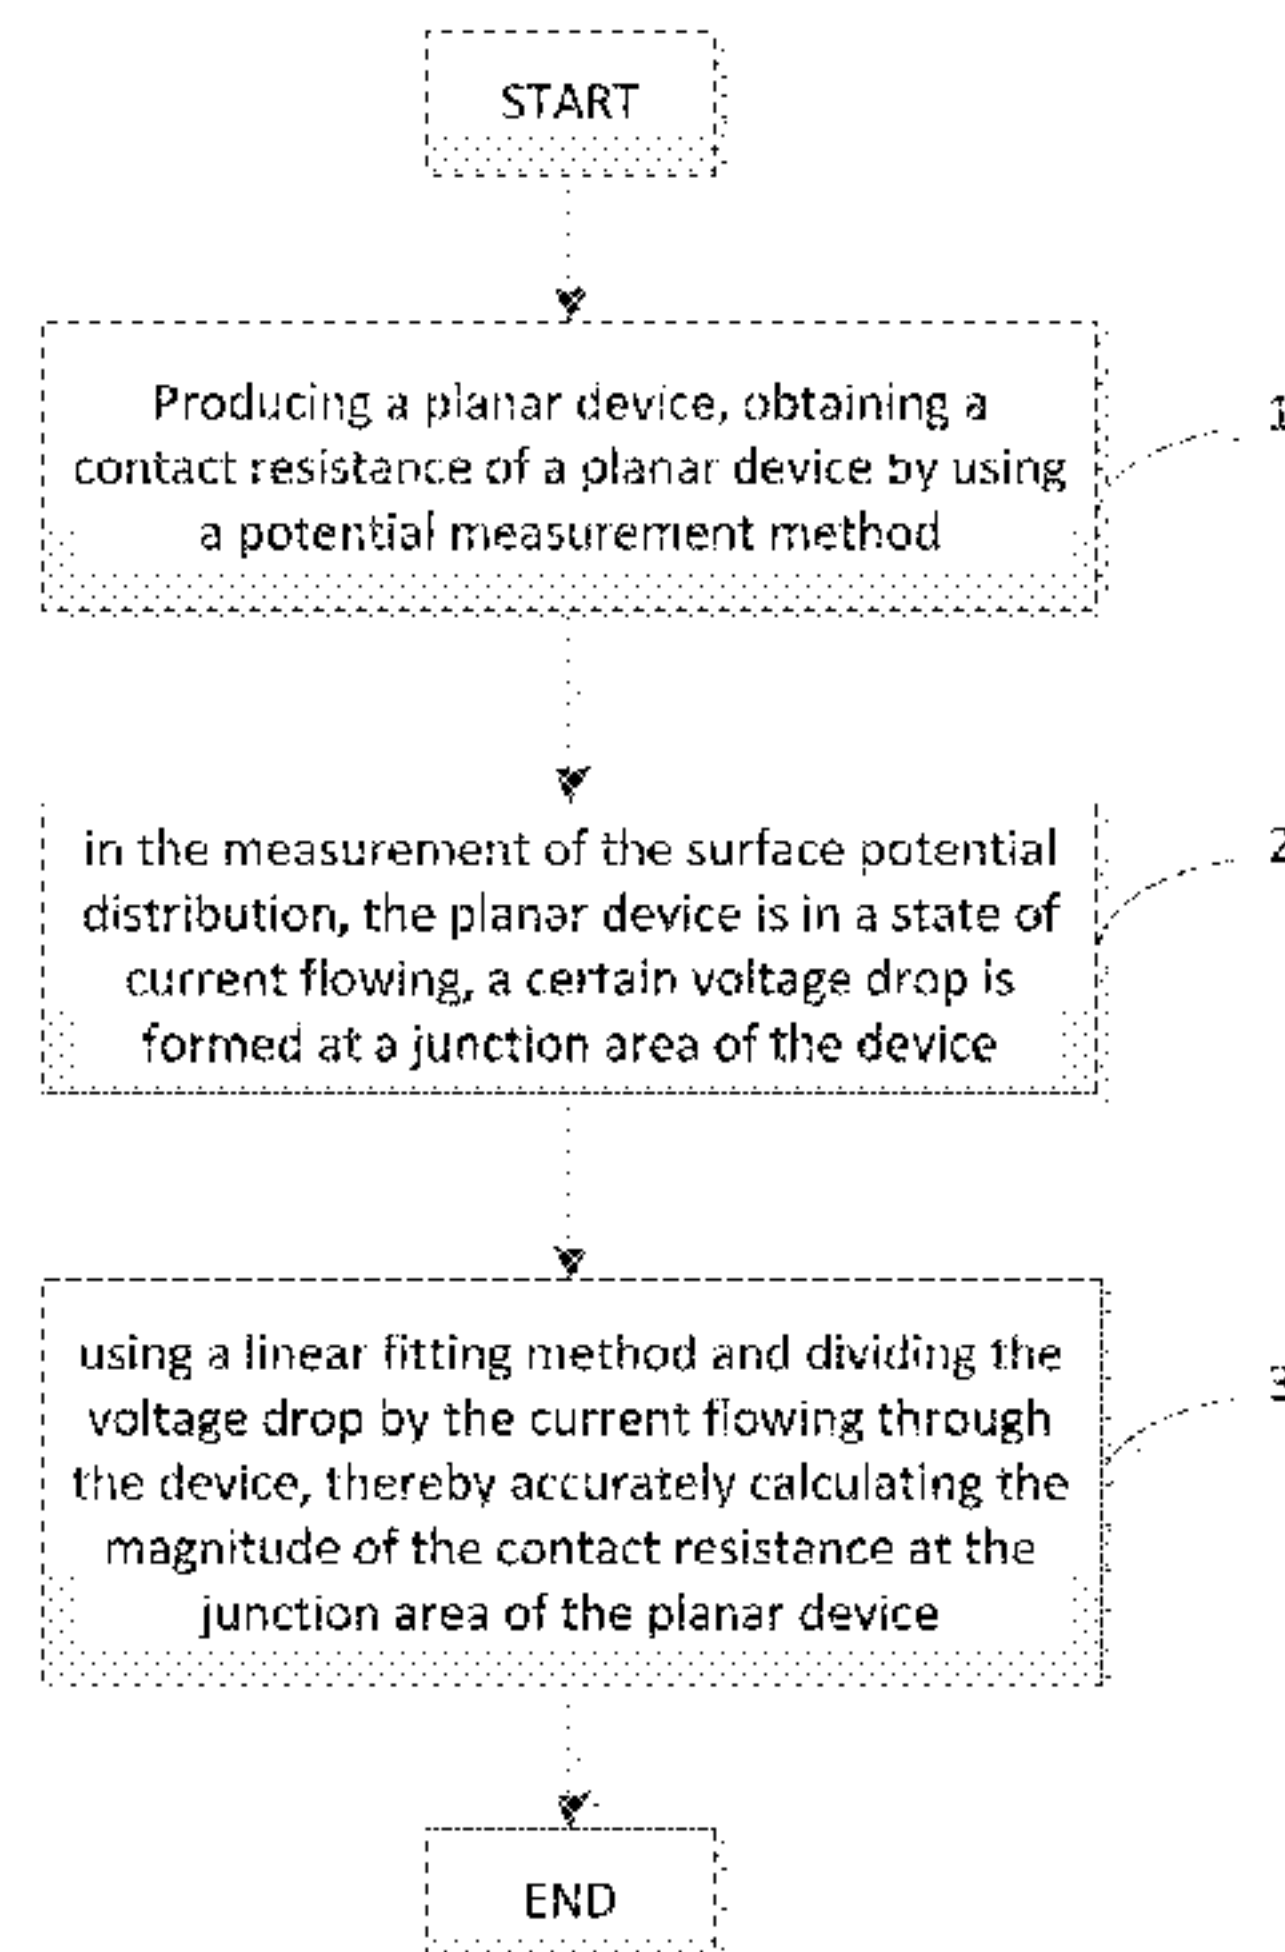 START
Producing a planar device, obtaining a
contact resistance of a planar device by using
a potential measurement method
1
in the measurement of the surface potential
distribution, the planar device is in a state of
current flowing, a certain voltage drop is
formed at a junction area of the device
2
using a linear fitting method and dividing the
voltage drop by the current flowing through
the device, thereby accurately calculating the
magnitude of the contact resistance at the
junction area of the planar device
3
END